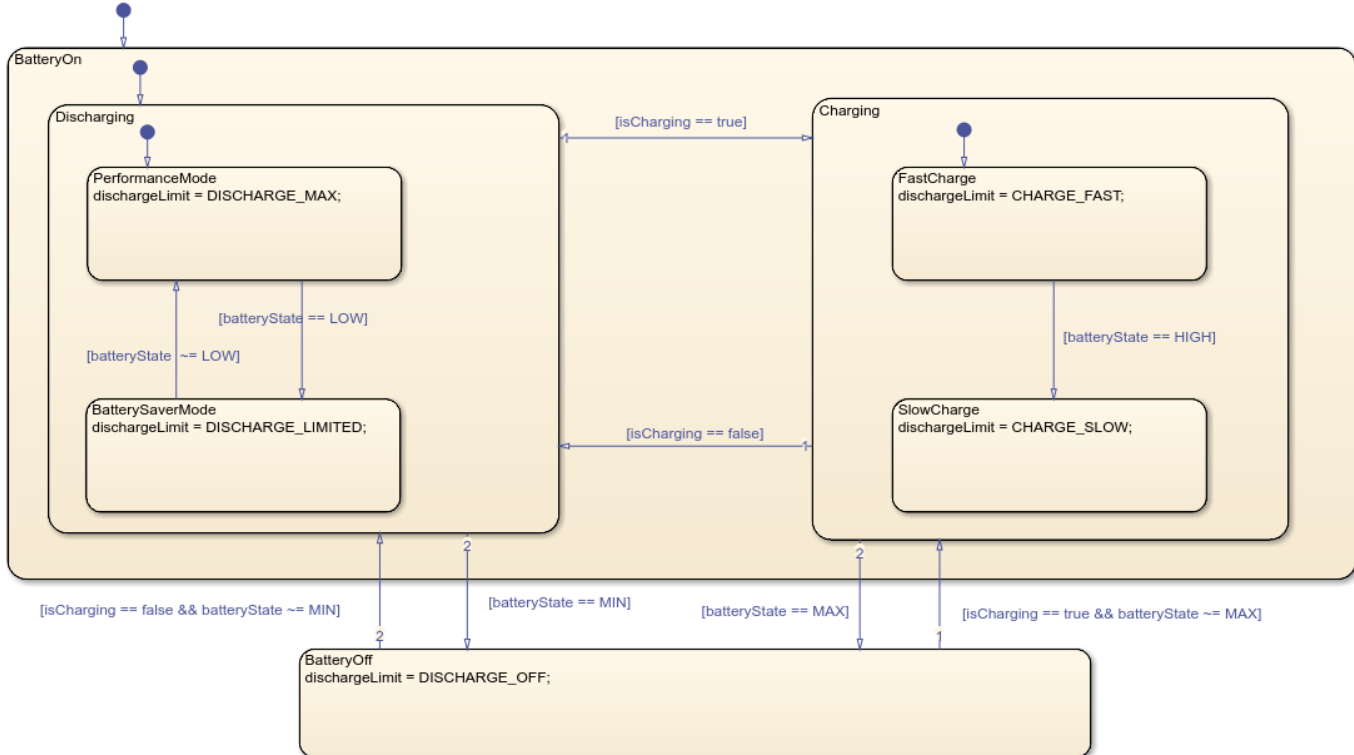 BatteryOn
Discharging
Charging
1
[isCharging == true]
PerformanceMode
dischargeLimit = DISCHARGE_MAX;
FastCharge
dischargeLimit = CHARGE_FAST;
[batteryState == LOW]
[batteryState ~= LOW]
[batteryState == HIGH]
BatterySaverMode
dischargeLimit = DISCHARGE_LIMITED;
SlowCharge
dischargeLimit = CHARGE_SLOW;
[isCharging == false]
1
2
2
[isCharging == false && batteryState ~= MIN]
[batteryState == MIN]
[batteryState == MAX]
[isCharging == true && batteryState ~= MAX]
2
1
BatteryOff
dischargeLimit = DISCHARGE_OFF;